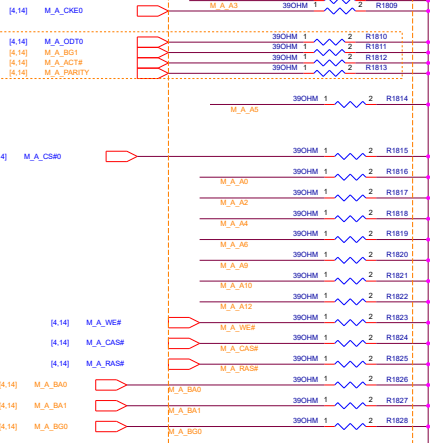 M_A_A3 39OHM 1 2 R1809
[4,14] M_A_CKE0
[4,14] M_A_ODT0 39OHM 1 2 R1810
[4,14] M_A_BG1 39OHM 1 2 R1811
[4,14] M_A_ACT# 39OHM 1 2 R1812
[4,14] M_A_PARITY 39OHM 1 2 R1813
39OHM 1 2 R1814
M_A_A5
4] M_A_CS#0 39OHM 1 2 R1815
39OHM 1 2 R1816
M_A_A0
39OHM 1 2 R1817
M_A_A2
39OHM 1 2 R1818
M_A_A4
39OHM 1 2 R1819
M_A_A6
39OHM 1 2 R1820
M_A_A9
39OHM 1 2 R1821
M_A_A10
39OHM 1 2 R1822
M_A_A12
[4,14] M_A_WE# 39OHM 1 2 R1823
M_A_WE#
[4,14] M_A_CAS# 39OHM 1 2 R1824
M_A_CAS#
[4,14] M_A_RAS# 39OHM 1 2 R1825
M_A_RAS#
[4,14] M_A_BA0 39OHM 1 2 R1826
M_A_BA0
[4,14] M_A_BA1 39OHM 1 2 R1827
M_A_BA1
[4,14] M_A_BG0 39OHM 1 2 R1828
M_A_BG0